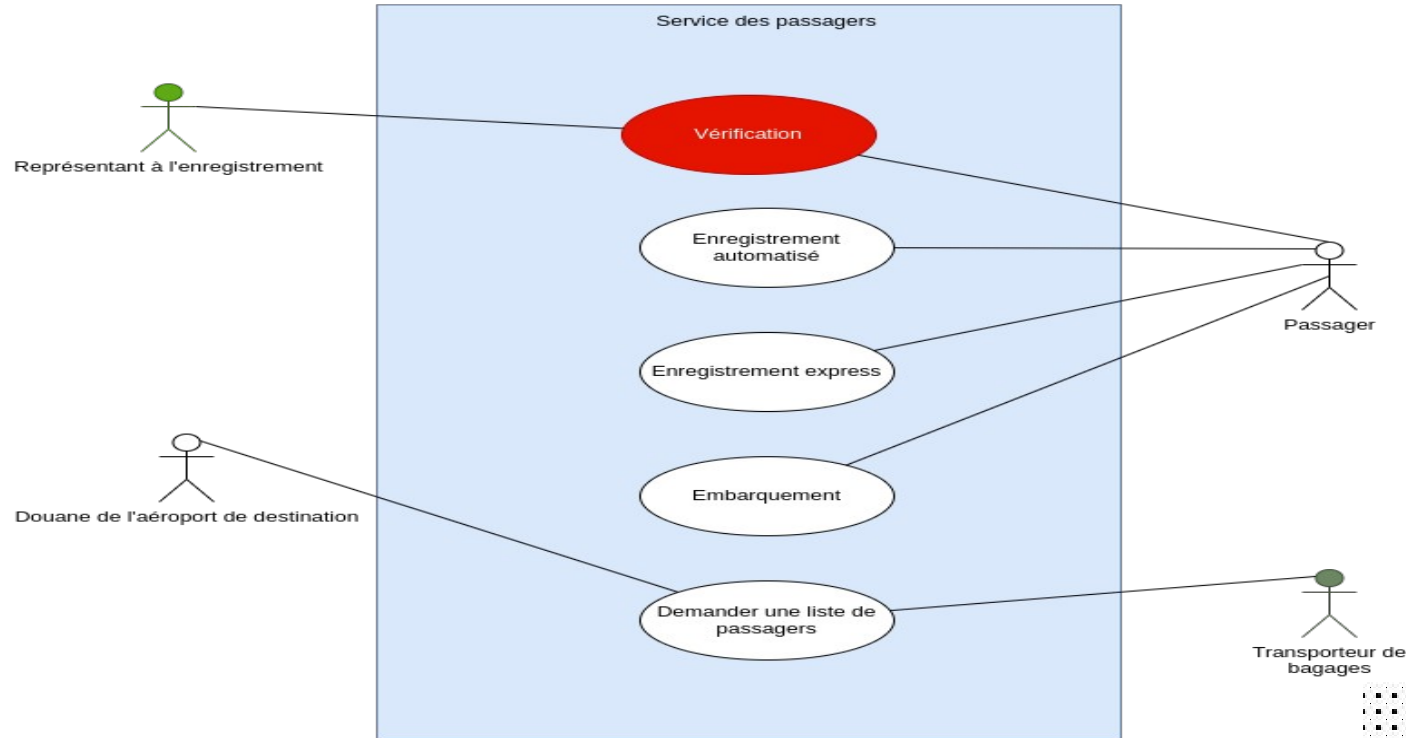 Service des passagers
Vérification
Représentant à l'enregistrement
Enregistrement
automatisé
Passager
Enregistrement express
Embarquement
Douane de l'aéroport de destination
Demander une liste de
passagers
Transporteur de
bagages